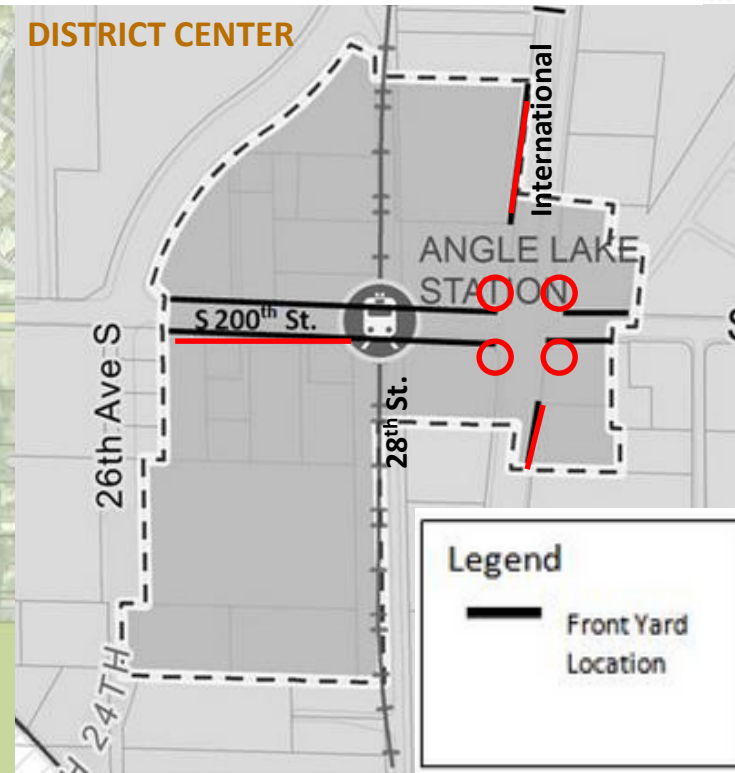 DISTRICT CENTER
International
ANGLE LAKE
STATION
S 200th St.
26th Ave S
28th St.
S
H 24TH
Legend
Front Yard
Location